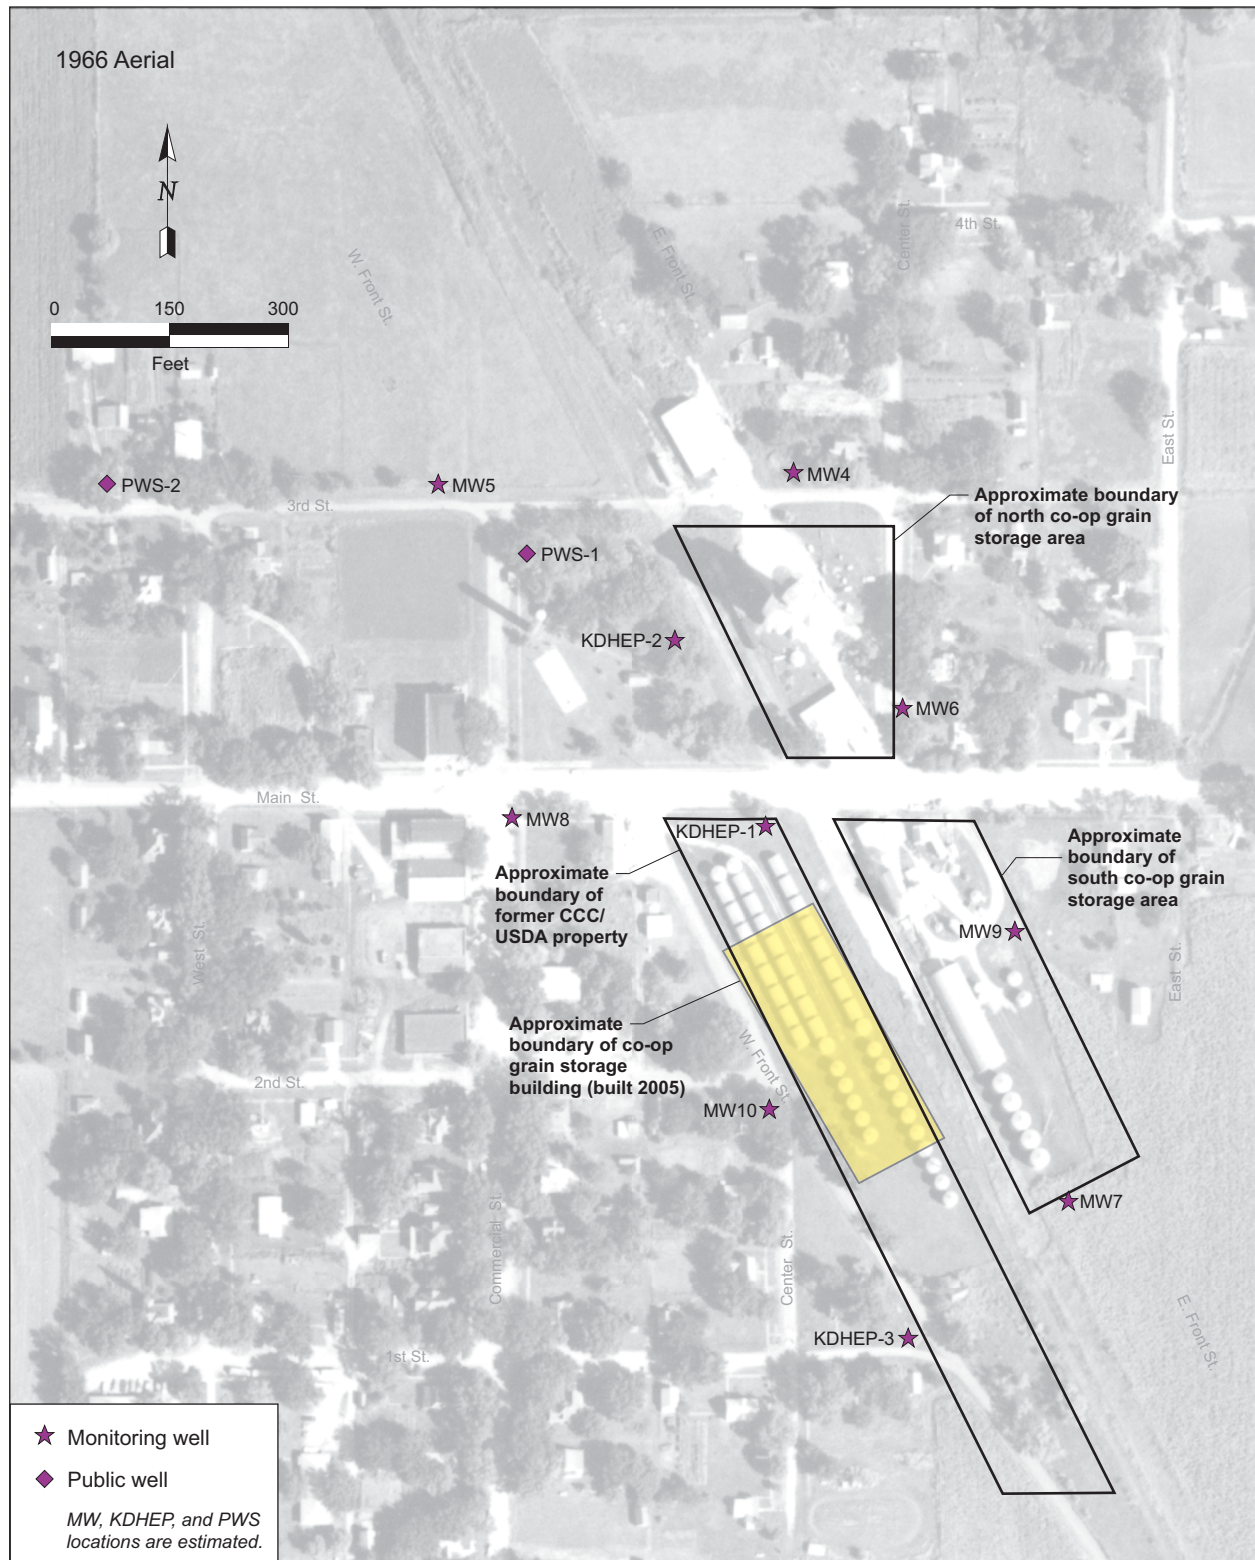 1966 Aerial
N
0 150 300
Feet
W. Front St.
E. Front St.
Center St.
4th St.
East St.
PWS-2
MW5
MW4
3rd St.
Approximate boundary
of north co-op grain
storage area
PWS-1
KDHEP-2
MW6
Main St.
MW8
KDHEP-1
Approximate
boundary of
south co-op grain
storage area
Approximate
boundary of
former CCC/
USDA property
MW9
West St.
East St.
Approximate
boundary of co-op
grain storage
building (built 2005)
W. Front St.
2nd St.
MW10
MW7
Commercial St.
Center St.
E. Front St.
KDHEP-3
1st St.
Monitoring well
Public well
MW, KDHEP, and PWS
locations are estimated.